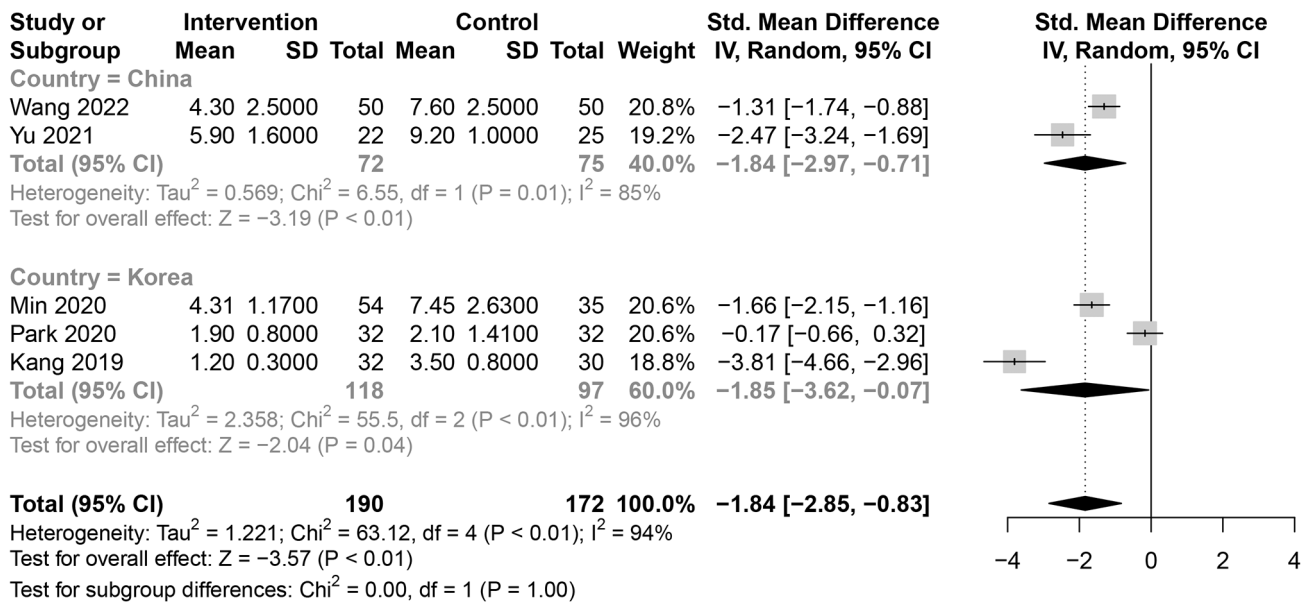 Study or Intervention Control Std. Mean Difference Std. Mean Difference
Subgroup Mean SD Total Mean SD Total Weight IV, Random, 95% CI IV, Random, 95% CI
Country = China
Wang 2022 4.30 2.5000 50 7.60 2.5000 50 20.8% −1.31 [−1.74, −0.88]
Yu 2021 5.90 1.6000 22 9.20 1.0000 25 19.2% −2.47 [−3.24, −1.69]
Total (95% CI) 72 75 40.0% −1.84 [−2.97, −0.71]
Heterogeneity: Tau² = 0.569; Chi² = 6.55, df = 1 (P = 0.01); I² = 85%
Test for overall effect: Z = −3.19 (P < 0.01)
Country = Korea
Min 2020 4.31 1.1700 54 7.45 2.6300 35 20.6% −1.66 [−2.15, −1.16]
Park 2020 1.90 0.8000 32 2.10 1.4100 32 20.6% −0.17 [−0.66, 0.32]
Kang 2019 1.20 0.3000 32 3.50 0.8000 30 18.8% −3.81 [−4.66, −2.96]
Total (95% CI) 118 97 60.0% −1.85 [−3.62, −0.07]
Heterogeneity: Tau² = 2.358; Chi² = 55.5, df = 2 (P < 0.01); I² = 96%
Test for overall effect: Z = −2.04 (P = 0.04)
Total (95% CI) 190 172 100.0% −1.84 [−2.85, −0.83]
Heterogeneity: Tau² = 1.221; Chi² = 63.12, df = 4 (P < 0.01); I² = 94%
Test for overall effect: Z = −3.57 (P < 0.01)
Test for subgroup differences: Chi² = 0.00, df = 1 (P = 1.00)
−4 −2 0 2 4